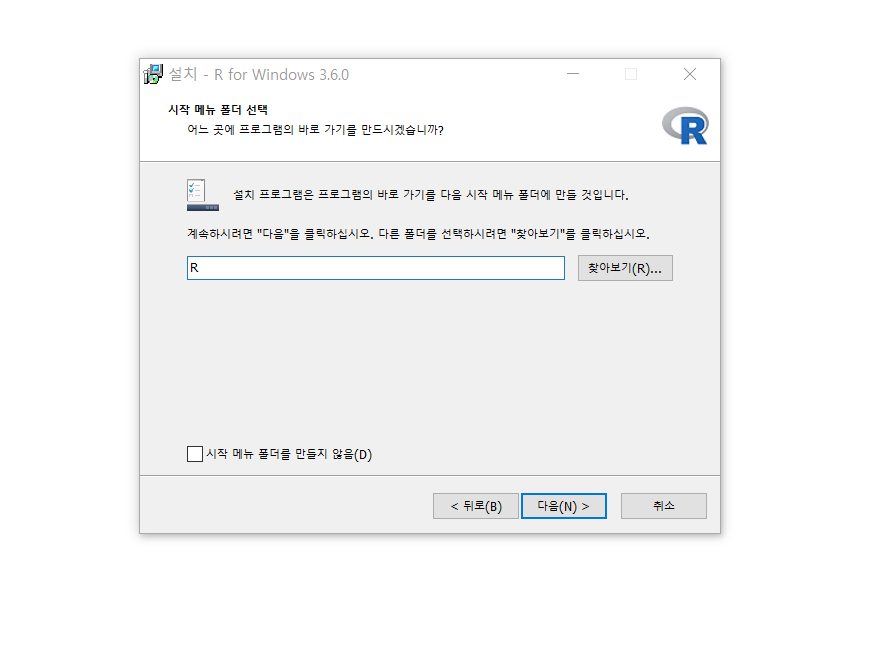 설치 - R for Windows 3.6.0
시작 메뉴 폴더 선택
어느 곳에 프로그램의 바로 가기를 만드시겠습니까?
R
설치 프로그램은 프로그램의 바로 가기를 다음 시작 메뉴 폴더에 만들 것입니다.
계속하시려면 "다음"을 클릭하십시오. 다른 폴더를 선택하시려면 "찾아보기"를 클릭하십시오.
R 찾아보기(R)...
시작 메뉴 폴더를 만들지 않음(D)
< 뒤로(B) 다음(N) > 취소